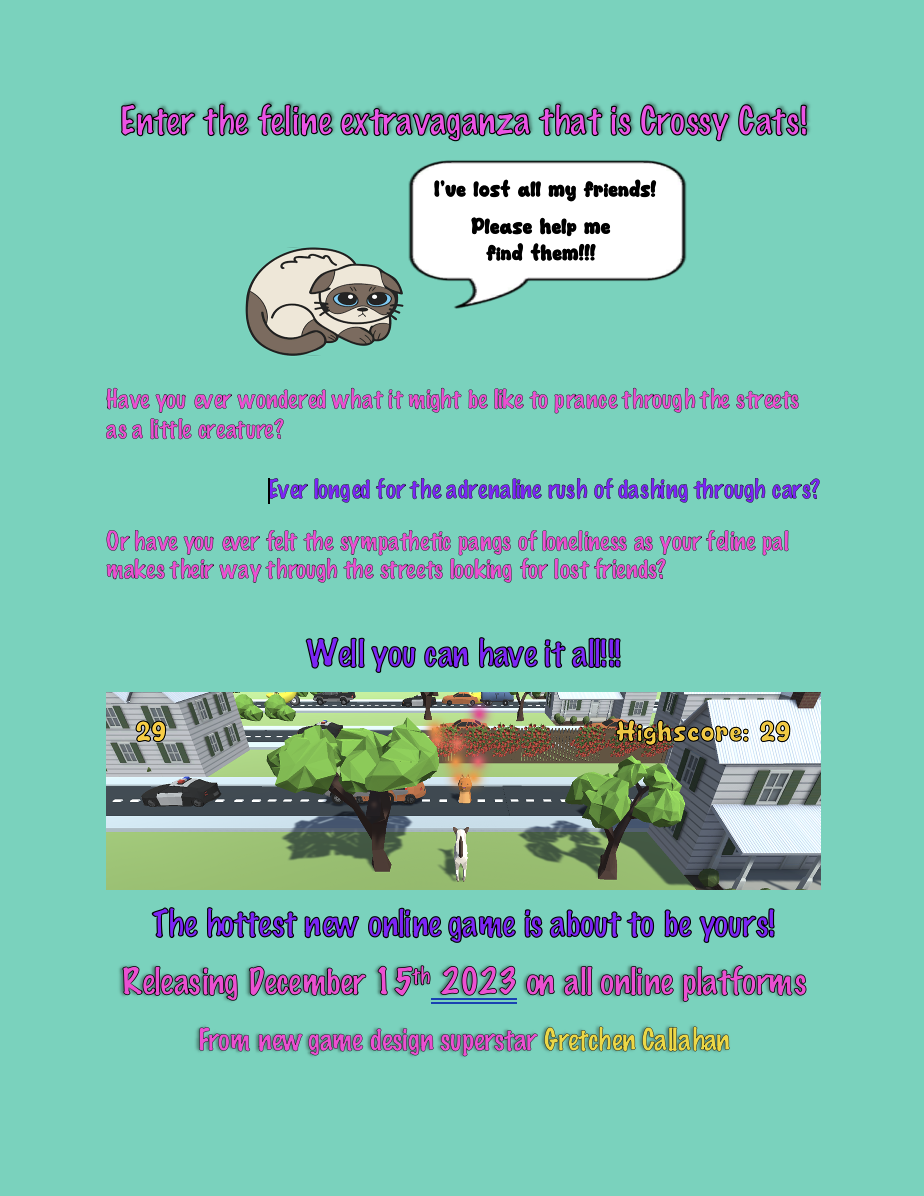 Enter the feline extravaganza that is Crossy Cats!
I've lost all my friends!
Please help me
find them!!!
Have you ever wondered what it might be like to prance through the streets
as a little creature?
Ever longed for the adrenaline rush of dashing through cars?
Or have you ever felt the sympathetic pangs of loneliness as your feline pal
makes their way through the streets looking for lost friends?
Well you can have it all!!!
29
Highscore: 29
The hottest new online game is about to be yours!
Releasing December 15th 2023 on all online platforms
From new game design superstar Gretchen Callahan